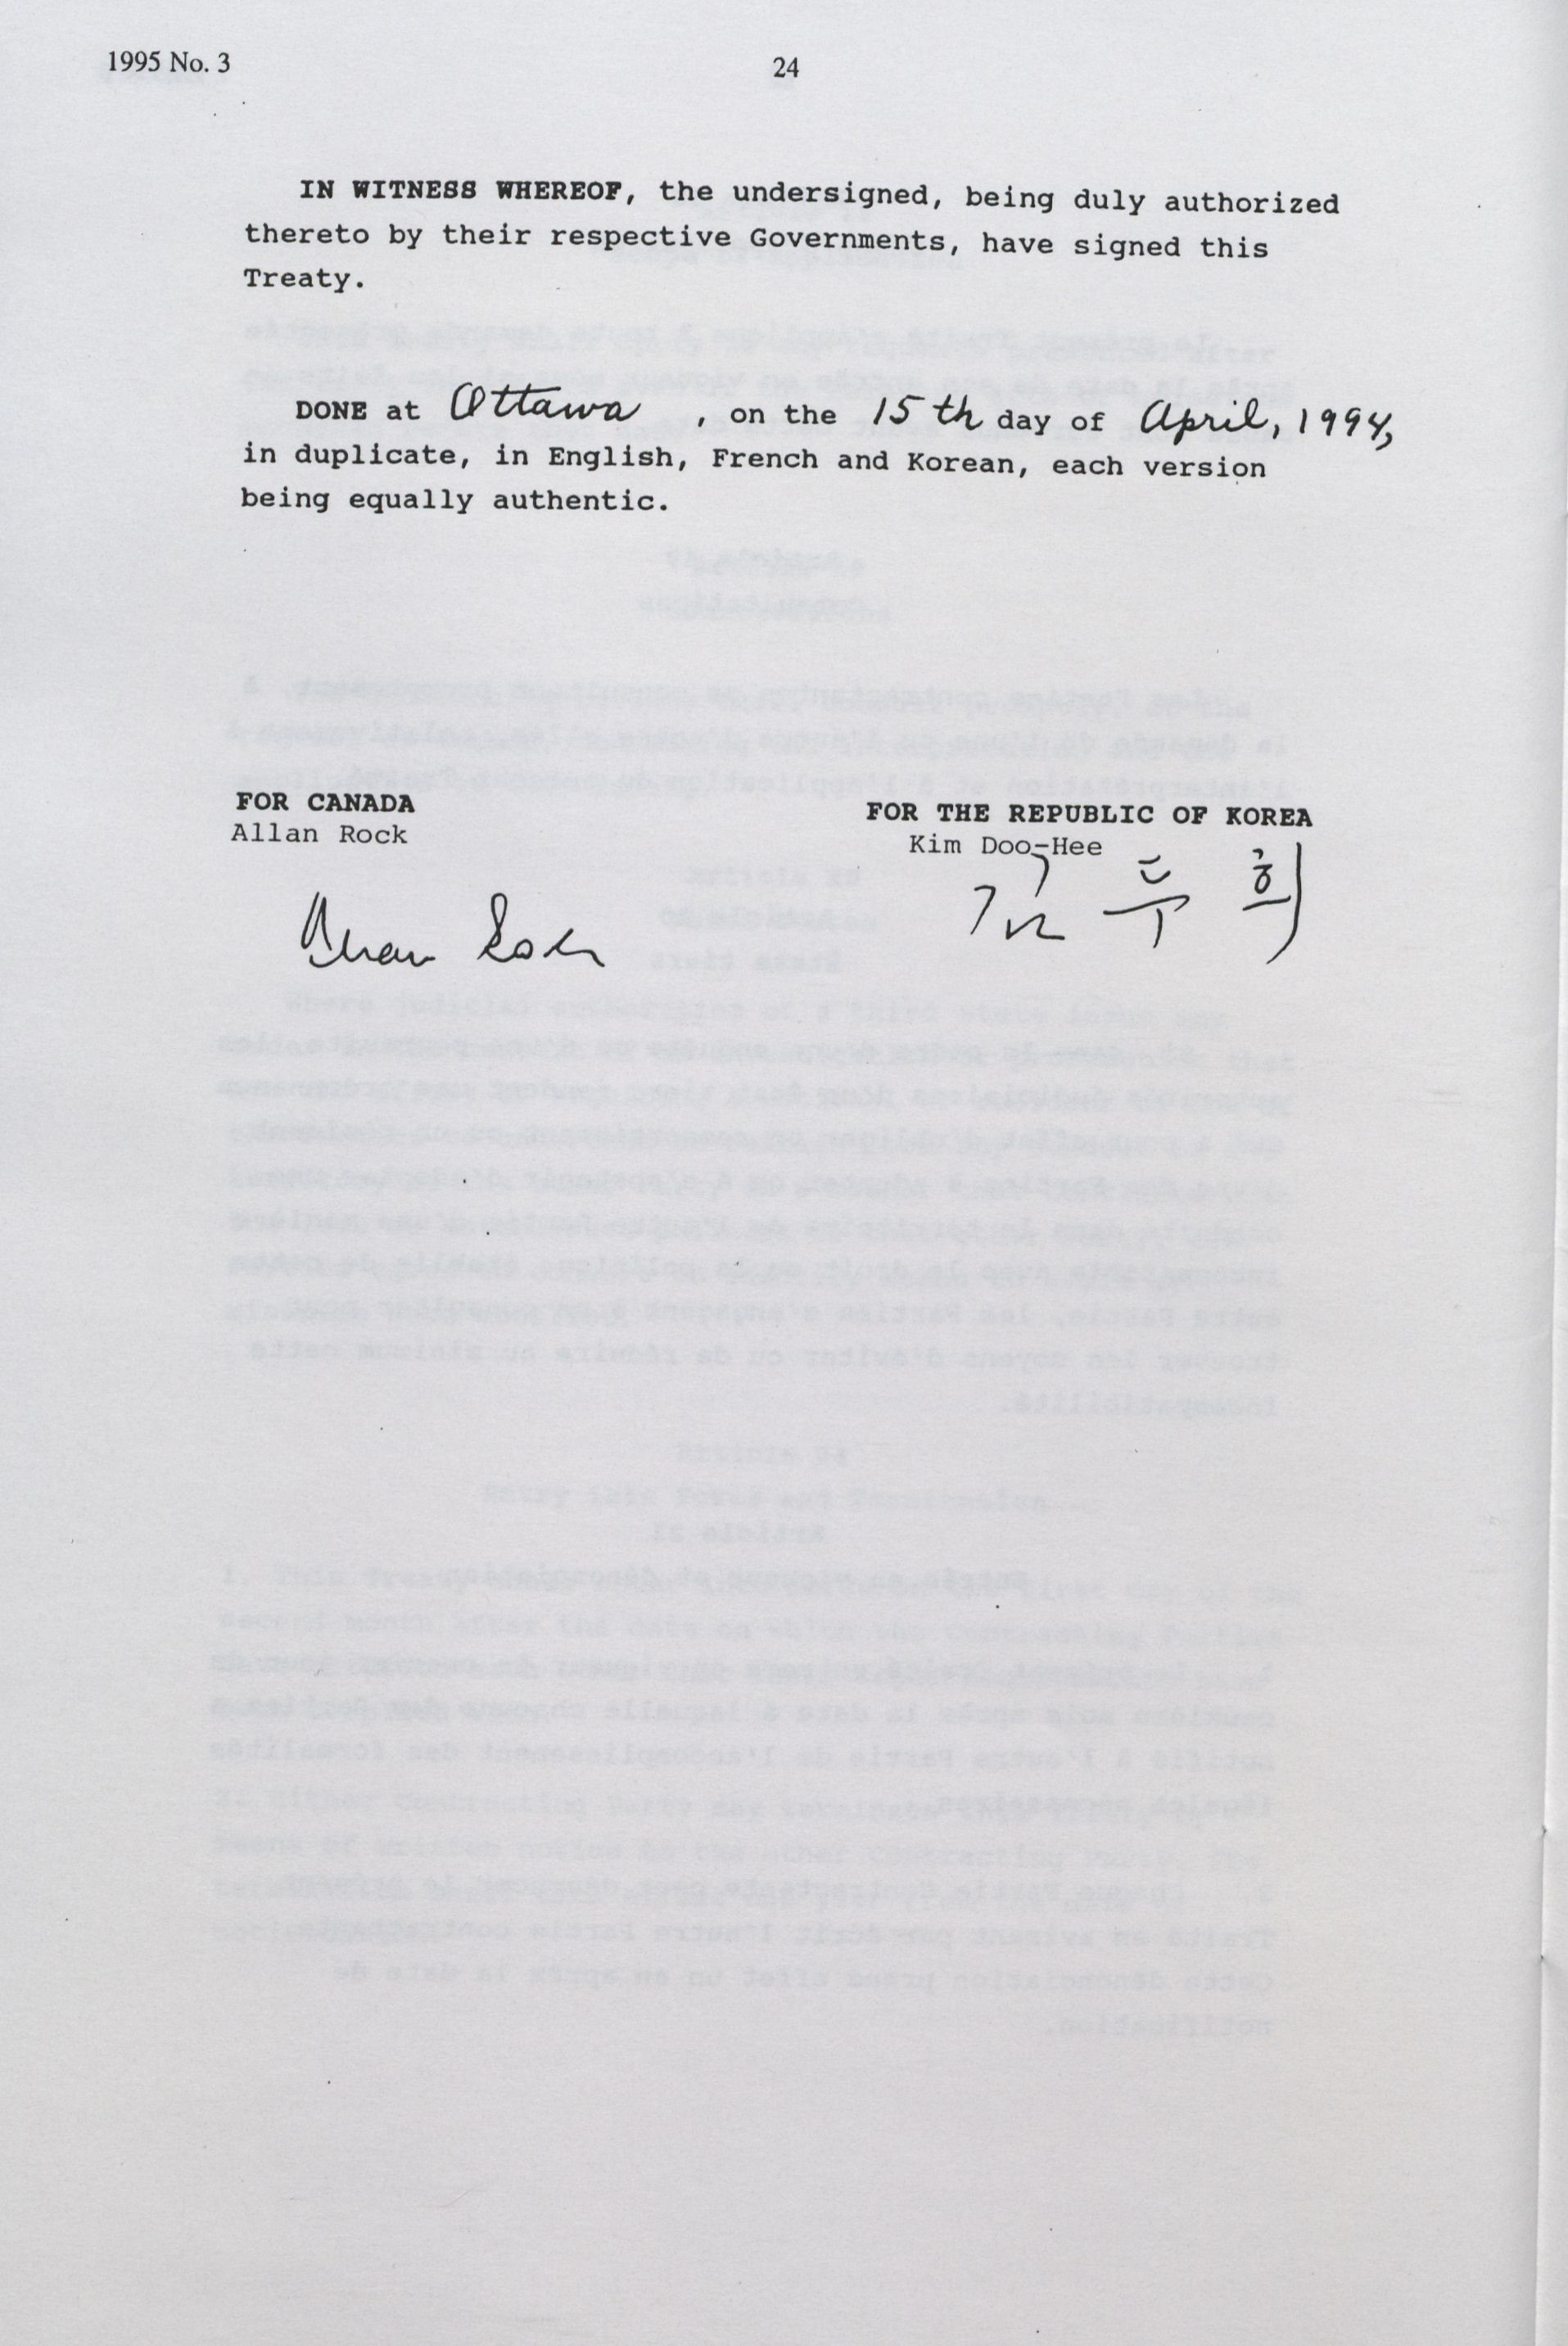 1995 No. 3
24
IN WITNESS WHEREOF, the undersigned, being duly authorized
thereto by their respective Governments, have signed this
Treaty.
DONE at Ottawa , on the 15th day of April, 1994,
in duplicate, in English, French and Korean, each version
being equally authentic.
FOR CANADA
Allan Rock
FOR THE REPUBLIC OF KOREA
Kim Doo-Hee
Allan Rock
김두희